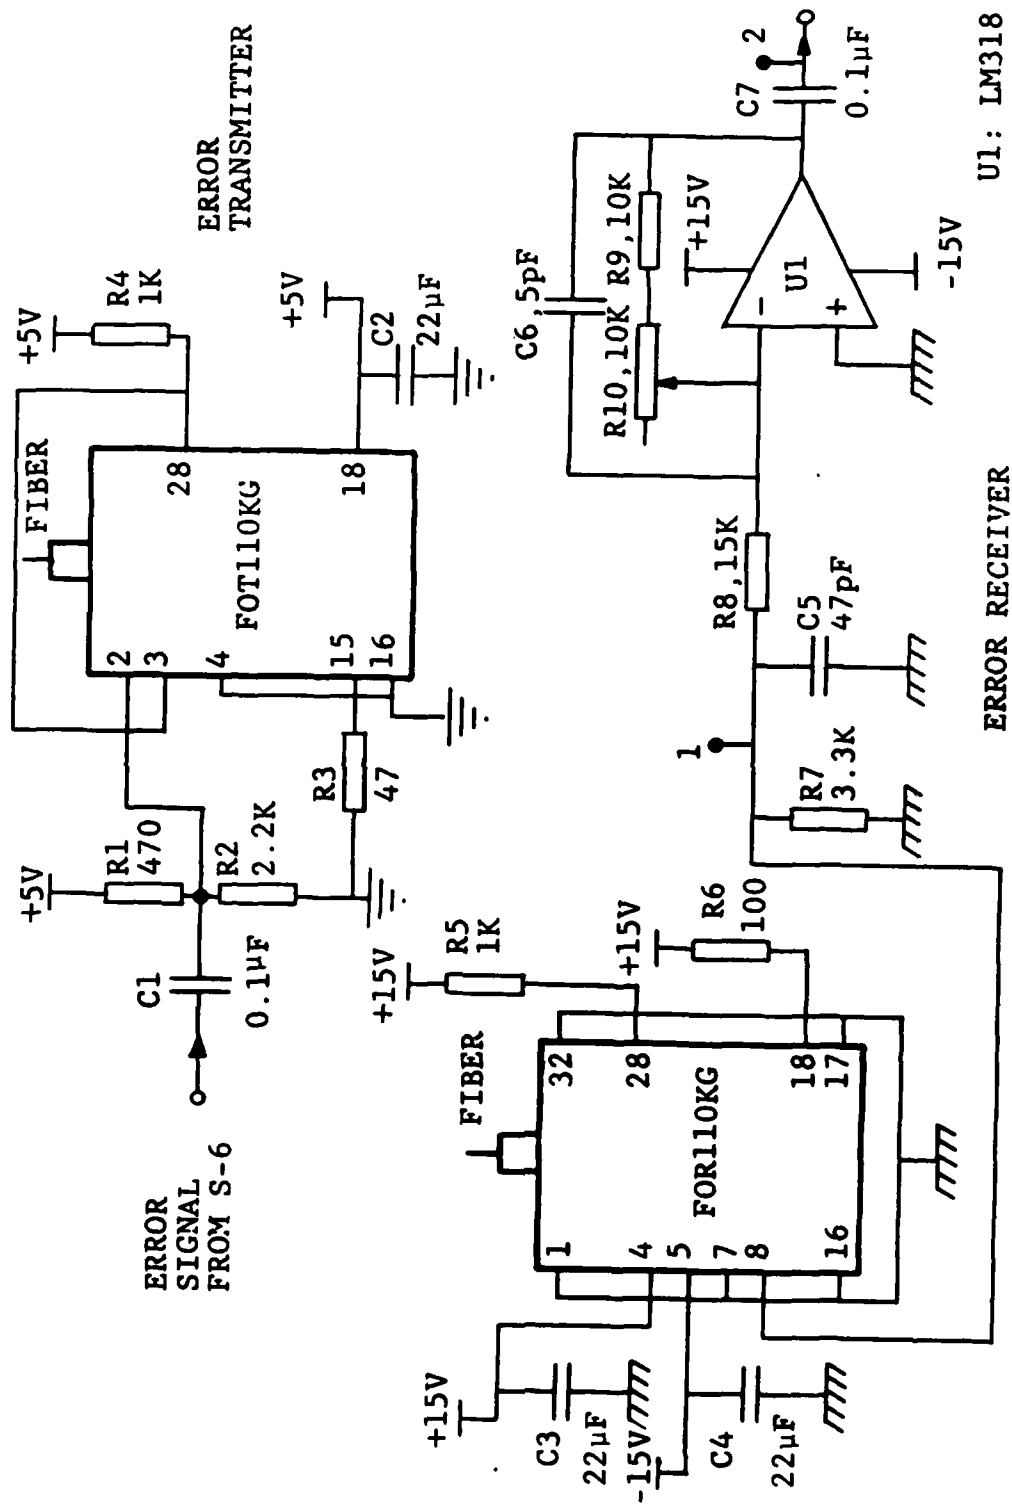 ERROR
TRANSMITTER
ERROR
SIGNAL
FROM S-6
C1
0.1µF
+5V
R1
470
R2
2.2K
R3
47
FIBER
2
3
4
15
16
FOT110KG
28
18
+5V
R4
1K
+5V
C2
22µF
+15V
C3
22µF
-15V
C4
22µF
FIBER
1
4
5
7
8
16
FOR110KG
32
28
18
17
+15V
R5
1K
+15V
R6
100
R7
3.3K
1
C5
47pF
R8,15K
C6,5pF
R10,10K
R9,10K
+15V
-
U1
+
-15V
C7
0.1µF
2
ERROR RECEIVER
U1: LM318